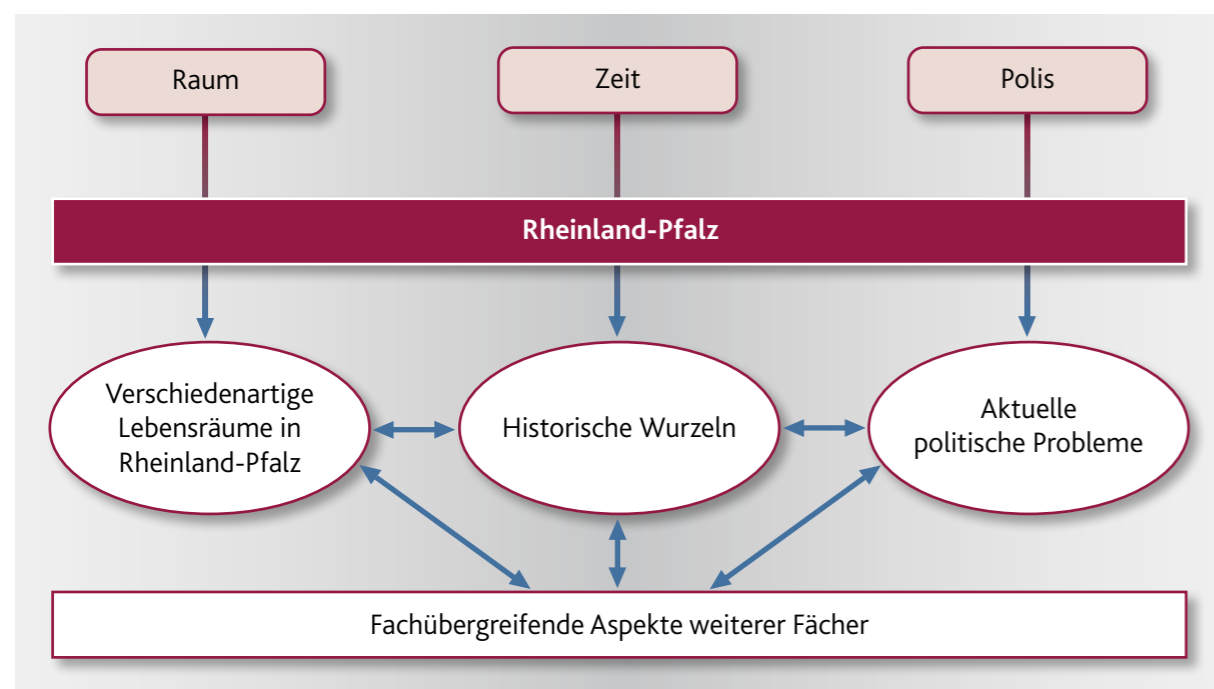 Raum
Zeit
Polis
Rheinland-Pfalz
Verschiedenartige
Lebensräume in
Rheinland-Pfalz
Historische Wurzeln
Aktuelle
politische Probleme
Fachübergreifende Aspekte weiterer Fächer